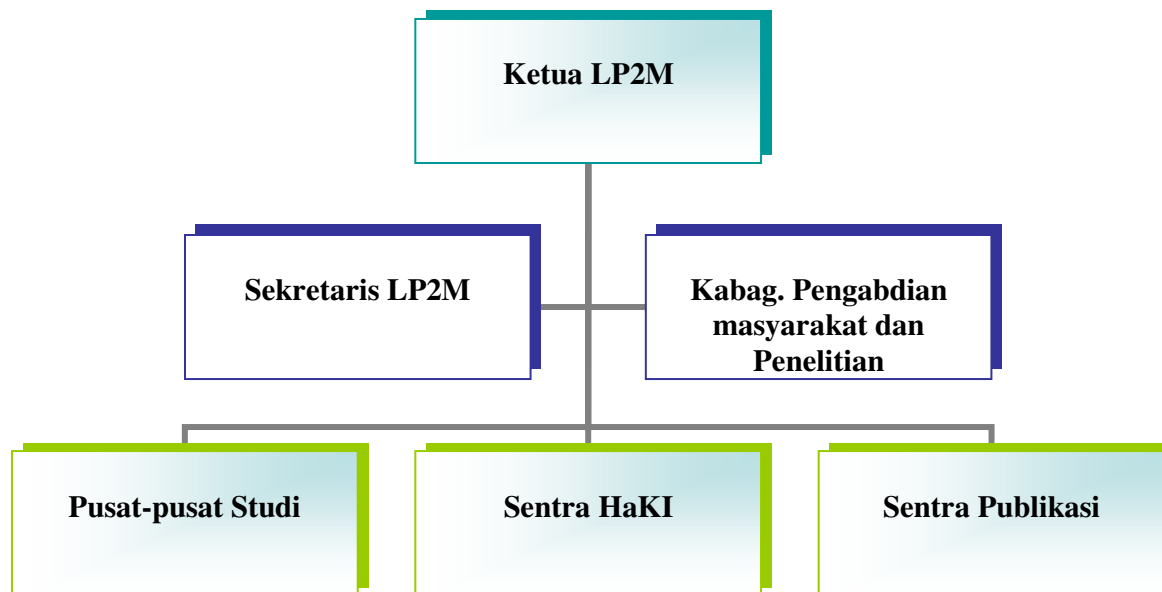 Ketua LP2M
Sekretaris LP2M
Kabag. Pengabdian
masyarakat dan
Penelitian
Pusat-pusat Studi
Sentra HaKI
Sentra Publikasi